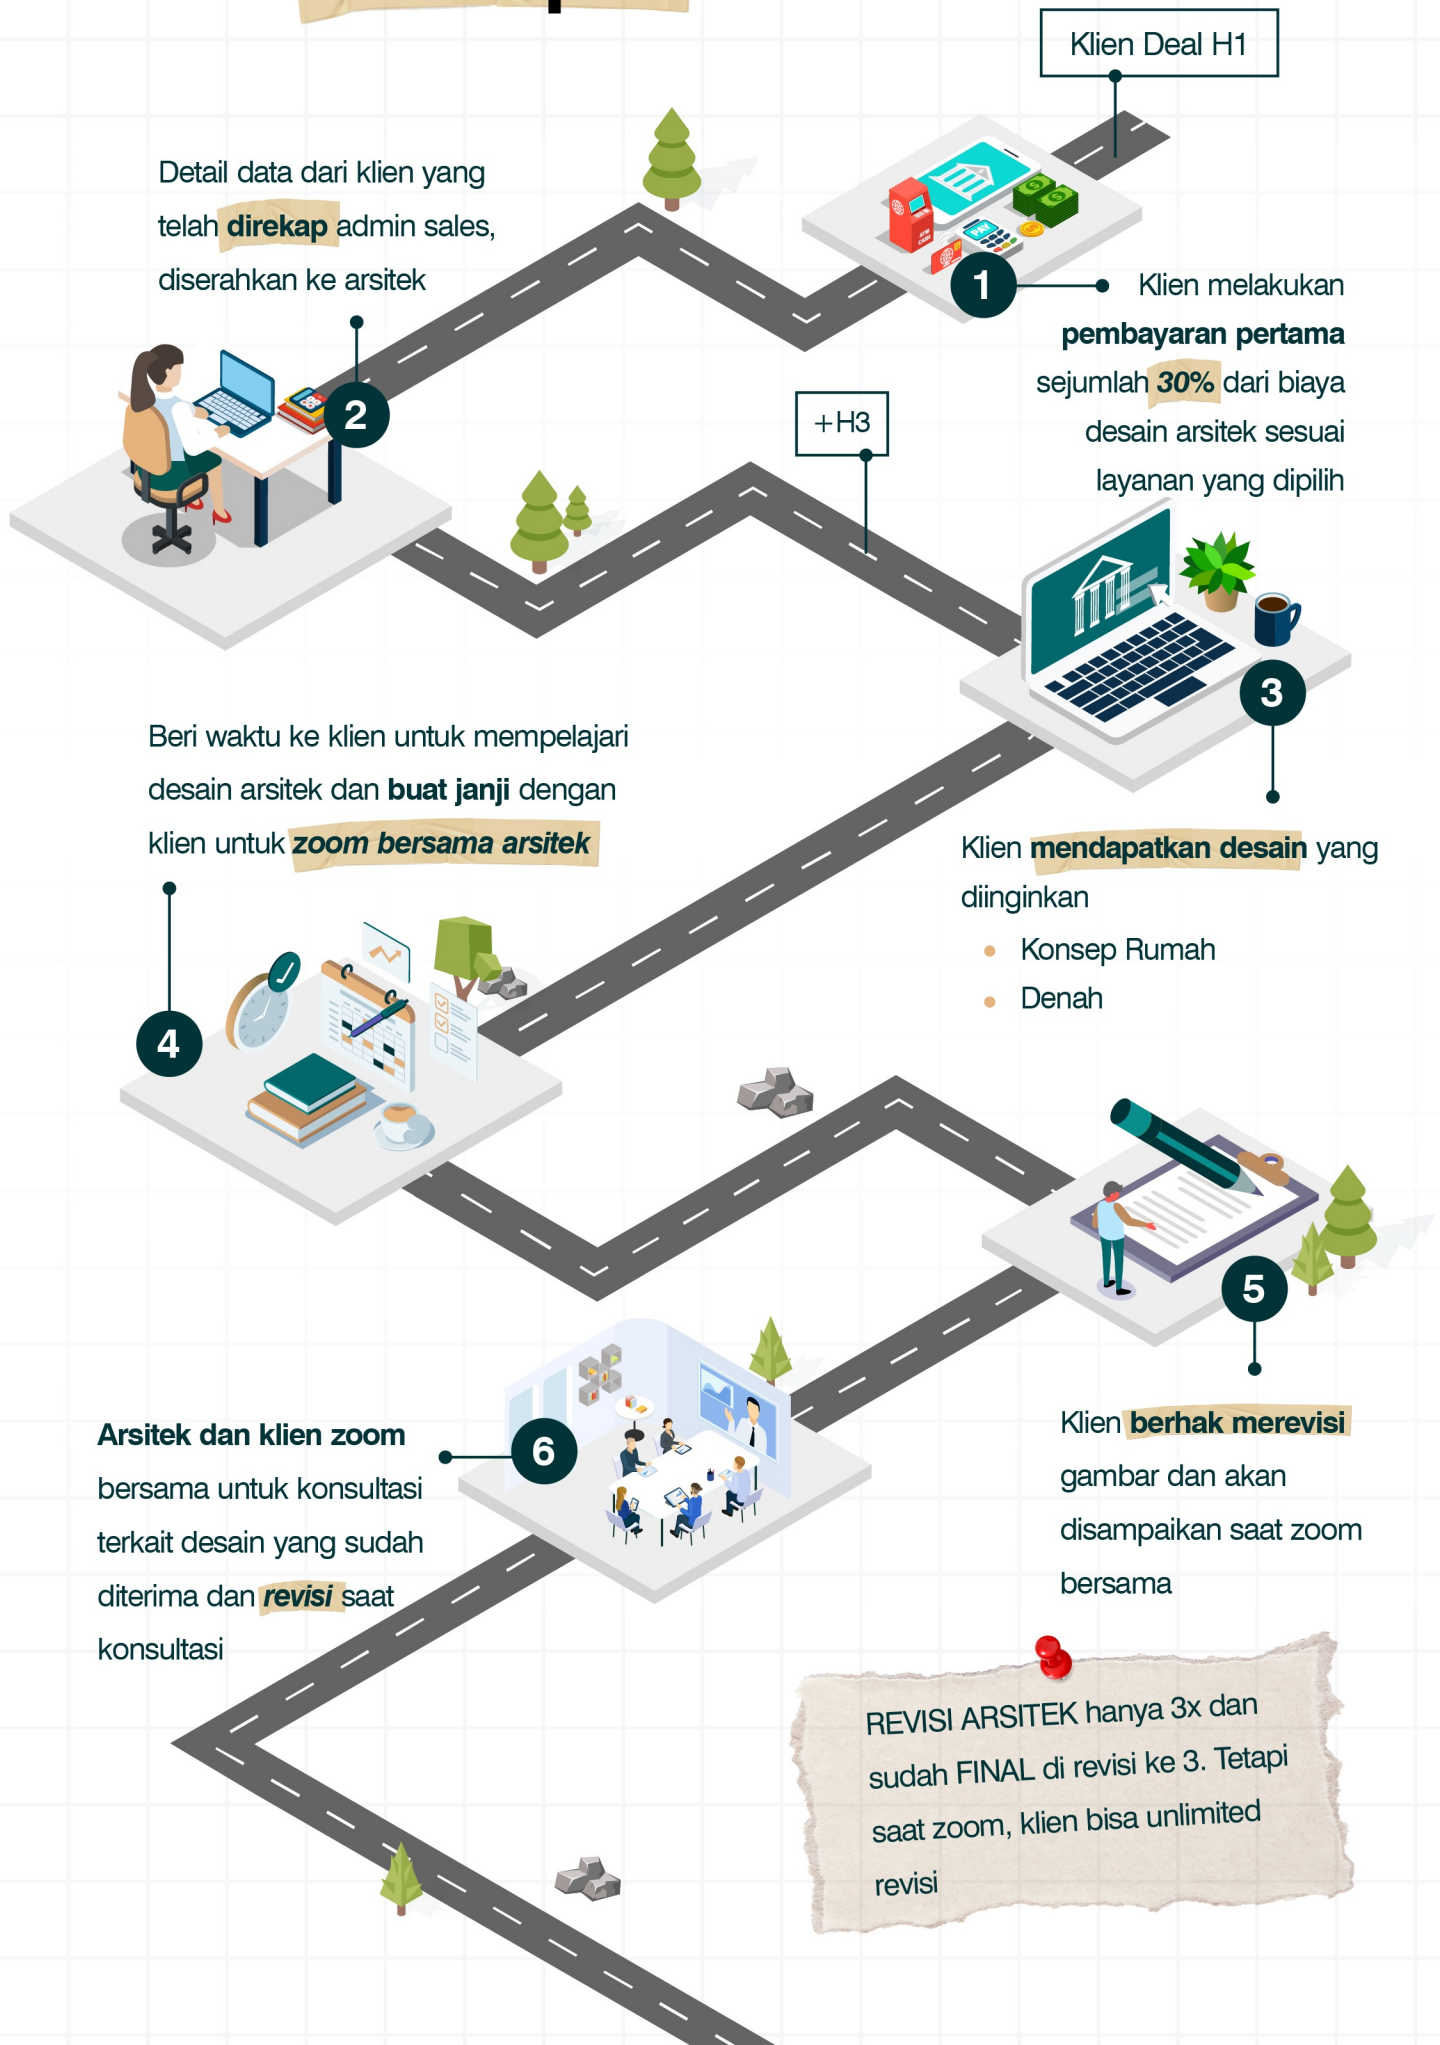 Klien Deal H1
1
Klien melakukan
pembayaran pertama
sejumlah 30% dari biaya
desain arsitek sesuai
layanan yang dipilih
PAY
ATM
CASH
Detail data dari klien yang
telah direkap admin sales,
diserahkan ke arsitek
2
+H3
3
Klien mendapatkan desain yang
diinginkan
Konsep Rumah
Denah
Beri waktu ke klien untuk mempelajari
desain arsitek dan buat janji dengan
klien untuk zoom bersama arsitek
4
5
Klien berhak merevisi
gambar dan akan
disampaikan saat zoom
bersama
6
Arsitek dan klien zoom
bersama untuk konsultasi
terkait desain yang sudah
diterima dan revisi saat
konsultasi
REVISI ARSITEK hanya 3x dan
sudah FINAL di revisi ke 3. Tetapi
saat zoom, klien bisa unlimited
revisi